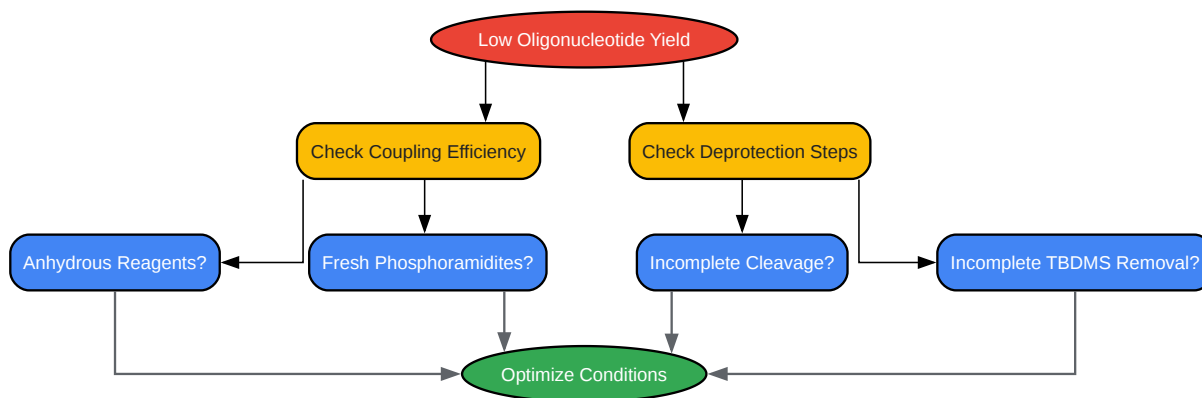 Low Oligonucleotide Yield
Check Coupling Efficiency
Check Deprotection Steps
Anhydrous Reagents?
Fresh Phosphoramidites?
Incomplete Cleavage?
Incomplete TBDMS Removal?
Optimize Conditions